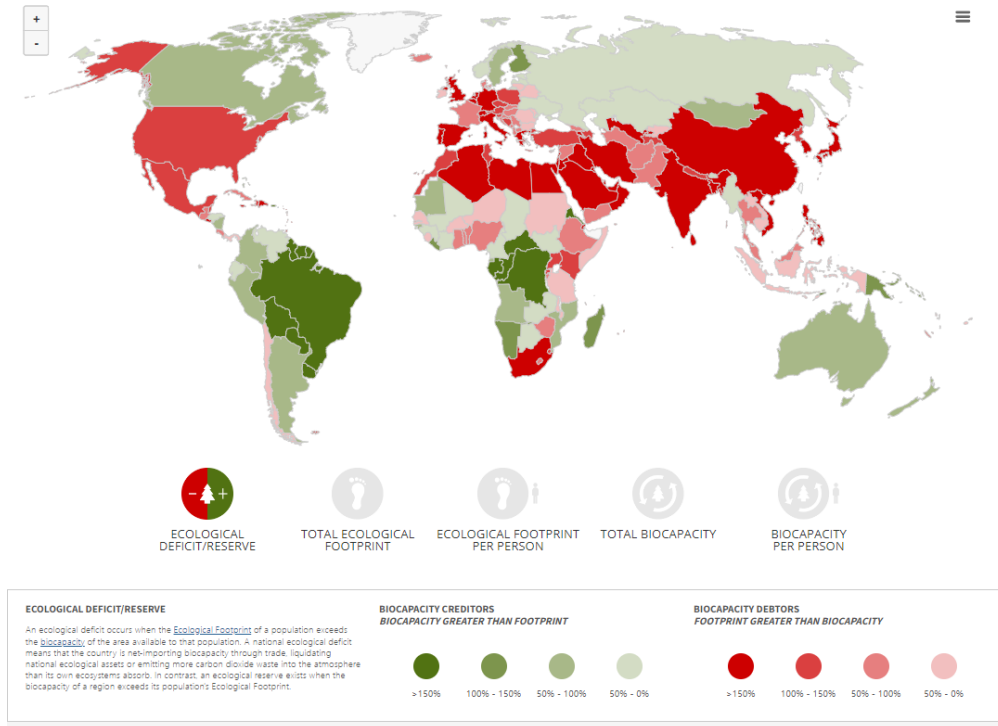 +
-
ECOLOGICAL
DEFICIT/RESERVE
TOTAL ECOLOGICAL
FOOTPRINT
ECOLOGICAL FOOTPRINT
PER PERSON
TOTAL BIOCAPACITY
BIOCAPACITY
PER PERSON
ECOLOGICAL DEFICIT/RESERVE
An ecological deficit occurs when the Ecological Footprint of a population exceeds
the biocapacity of the area available to that population. A national ecological deficit
means that the country is net-importing biocapacity through trade, liquidating
national ecological assets or emitting more carbon dioxide waste into the atmosphere
than its own ecosystems absorb. In contrast, an ecological reserve exists when the
biocapacity of a region exceeds its population's Ecological Footprint.
BIOCAPACITY CREDITORS
BIOCAPACITY GREATER THAN FOOTPRINT
>150% 100% - 150% 50% - 100% 50% - 0%
BIOCAPACITY DEBTORS
FOOTPRINT GREATER THAN BIOCAPACITY
>150% 100% - 150% 50% - 100% 50% - 0%